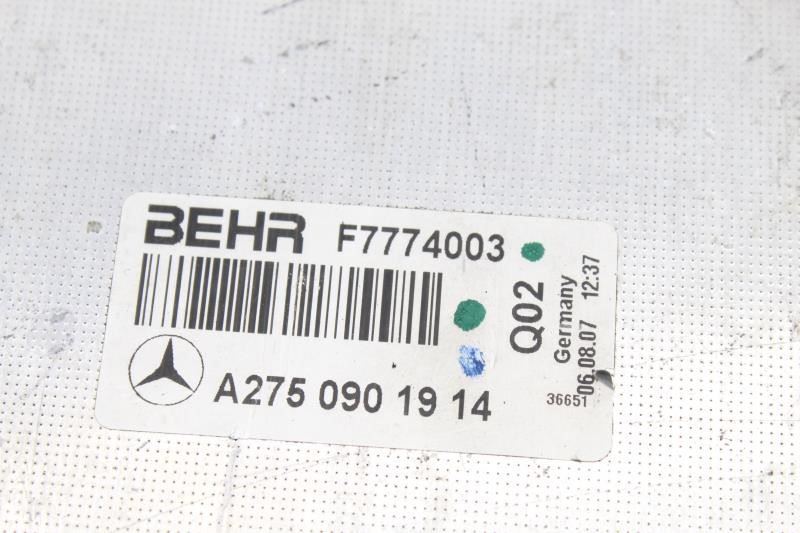 BEHR F7774003
A275 090 19 14
Q02
Germany
06.08.07 12:37
36651